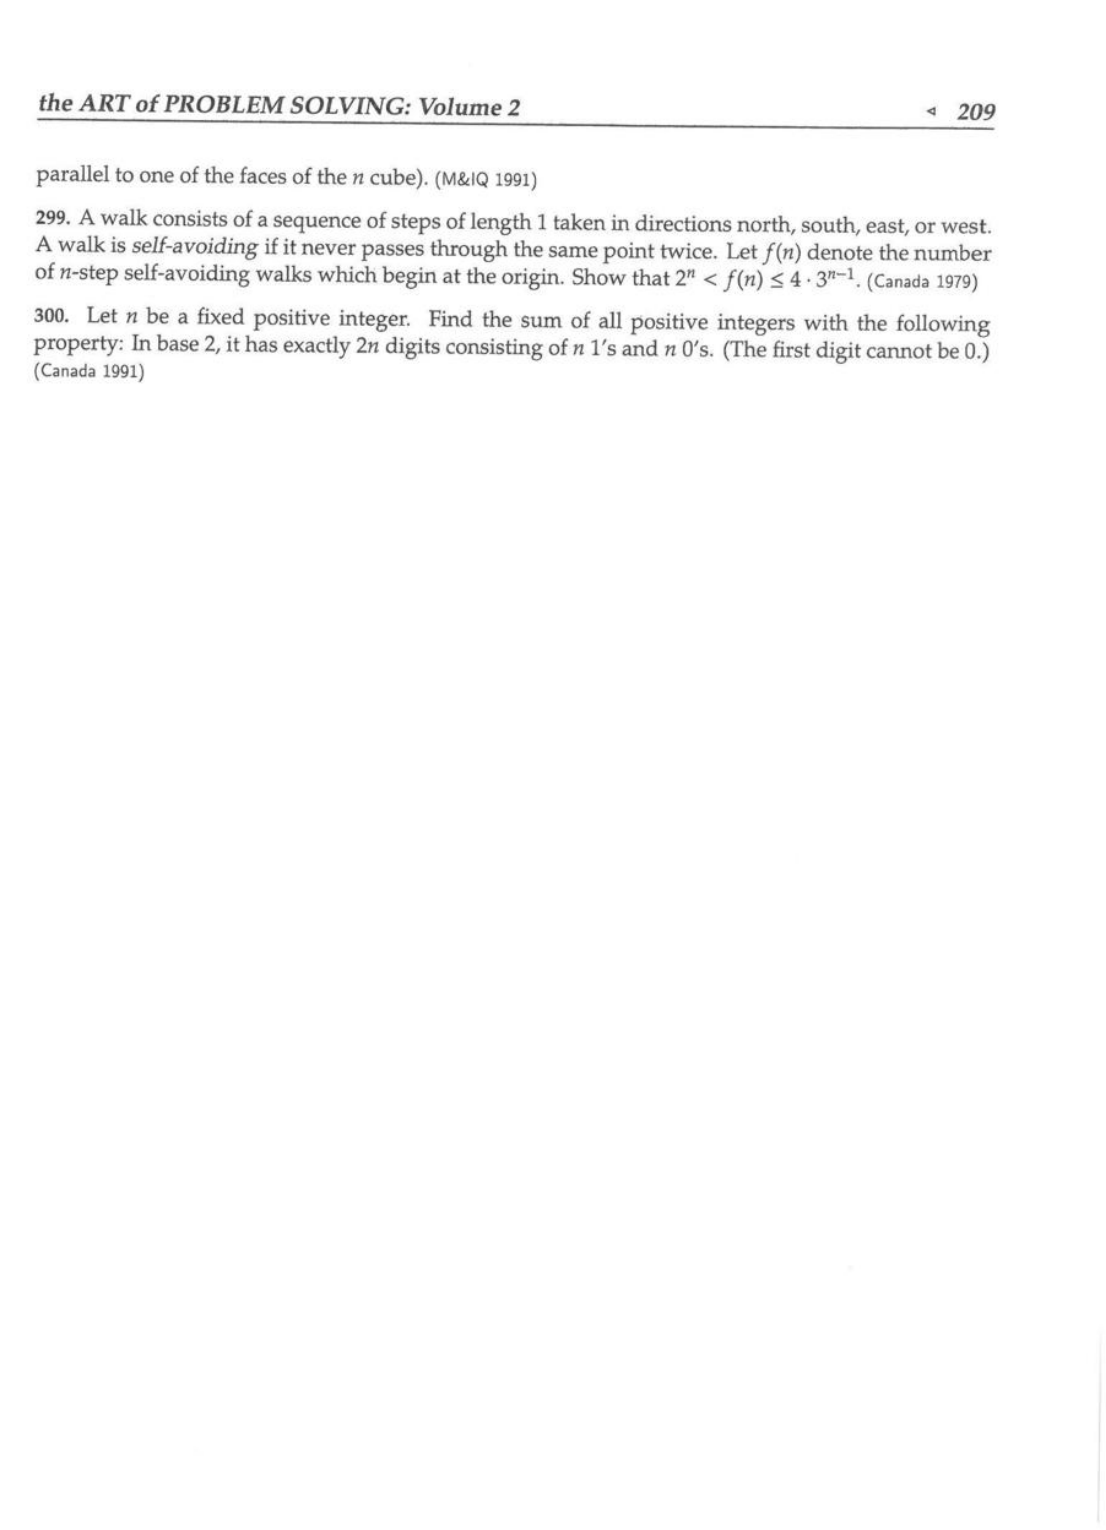 the ART of PROBLEM SOLVING: Volume 2 ◃ 209
parallel to one of the faces of the n cube). (M&IQ 1991)
299. A walk consists of a sequence of steps of length 1 taken in directions north, south, east, or west.
A walk is self-avoiding if it never passes through the same point twice. Let f(n) denote the number
of n-step self-avoiding walks which begin at the origin. Show that 2ⁿ < f(n) ≤ 4 · 3ⁿ⁻¹. (Canada 1979)
300. Let n be a fixed positive integer. Find the sum of all positive integers with the following
property: In base 2, it has exactly 2n digits consisting of n 1's and n 0's. (The first digit cannot be 0.)
(Canada 1991)